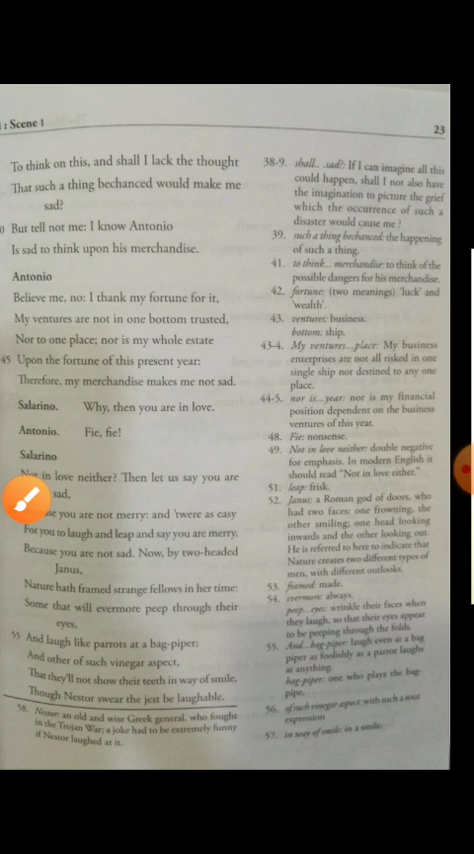 : Scene 1
23
To think on this, and shall I lack the thought
That such a thing bechanced would make me
sad?
0 But tell not me: I know Antonio
Is sad to think upon his merchandise.
Antonio
Believe me, no: I thank my fortune for it,
My ventures are not in one bottom trusted,
Nor to one place; nor is my whole estate
45 Upon the fortune of this present year:
Therefore, my merchandise makes me not sad.
Salarino. Why, then you are in love.
Antonio. Fie, fie!
Salarino
Not in love neither? Then let us say you are
sad,
you are not merry: and 'twere as easy
For you to laugh and leap and say you are merry,
Because you are not sad. Now, by two-headed
Janus,
Nature hath framed strange fellows in her time:
Some that will evermore peep through their
eyes,
55 And laugh like parrots at a bag-piper;
And other of such vinegar aspect,
That they'll not show their teeth in way of smile,
Though Nestor swear the jest be laughable.
58. Nestor: an old and wise Greek general, who fought
in the Trojan War; a joke had to be extremely funny
if Nestor laughed at it.
38-9. shall.. .sad?: If I can imagine all this
could happen, shall I not also have
the imagination to picture the grief
which the occurrence of such a
disaster would cause me ?
39. such a thing bechanced: the happening
of such a thing.
41. to think... merchandise: to think of the
possible dangers for his merchandise.
42. fortune: (two meanings) 'luck' and
'wealth'.
43. ventures: business.
bottom: ship.
43-4. My ventures...place: My business
enterprises are not all risked in one
single ship nor destined to any one
place.
44-5. nor is...year: nor is my financial
position dependent on the business
ventures of this year.
48. Fie: nonsense.
49. Not in love neither: double negative
for emphasis. In modern English it
should read "Not in love either."
51. leap: frisk.
52. Janus: a Roman god of doors, who
had two faces; one frowning, the
other smiling; one head looking
inwards and the other looking out.
He is referred to here to indicate that
Nature creates two different types of
men, with different outlooks.
53. framed: made.
54. evermore: always.
peep...eyes: wrinkle their faces when
they laugh, so that their eyes appear
to be peeping through the folds.
55. And...bag-piper: laugh even at a bag
piper as foolishly as a parrot laughs
at anything.
bag-piper: one who plays the bag-
pipe.
56. of such vinegar aspect: with such a sour
expression
57. in way of smile: in a smile.